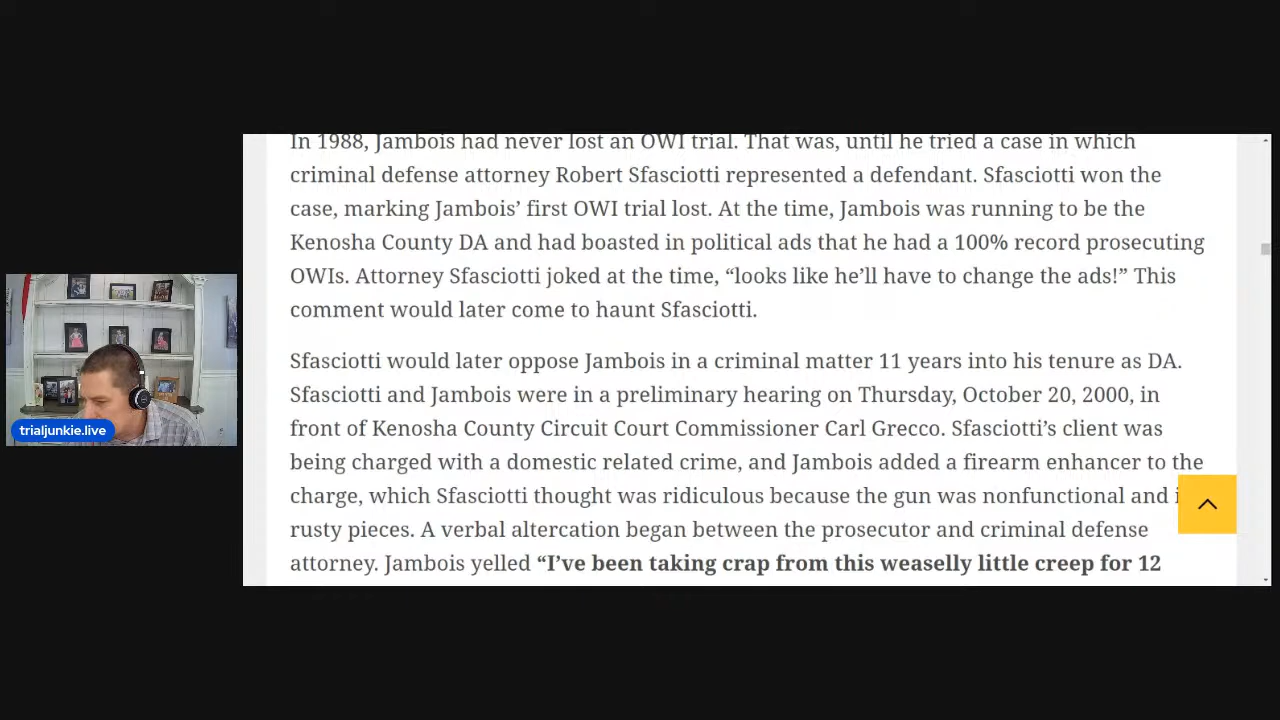 In 1988, Jambois had never lost an OWI trial. That was, until he tried a case in which
criminal defense attorney Robert Sfasciotti represented a defendant. Sfasciotti won the
case, marking Jambois’ first OWI trial lost. At the time, Jambois was running to be the
Kenosha County DA and had boasted in political ads that he had a 100% record prosecuting
OWIs. Attorney Sfasciotti joked at the time, “looks like he’ll have to change the ads!” This
comment would later come to haunt Sfasciotti.
Sfasciotti would later oppose Jambois in a criminal matter 11 years into his tenure as DA.
Sfasciotti and Jambois were in a preliminary hearing on Thursday, October 20, 2000, in
front of Kenosha County Circuit Court Commissioner Carl Grecco. Sfasciotti’s client was
being charged with a domestic related crime, and Jambois added a firearm enhancer to the
charge, which Sfasciotti thought was ridiculous because the gun was nonfunctional and
rusty pieces. A verbal altercation began between the prosecutor and criminal defense
attorney. Jambois yelled “I’ve been taking crap from this weaselly little creep for 12
trialjunkie.live